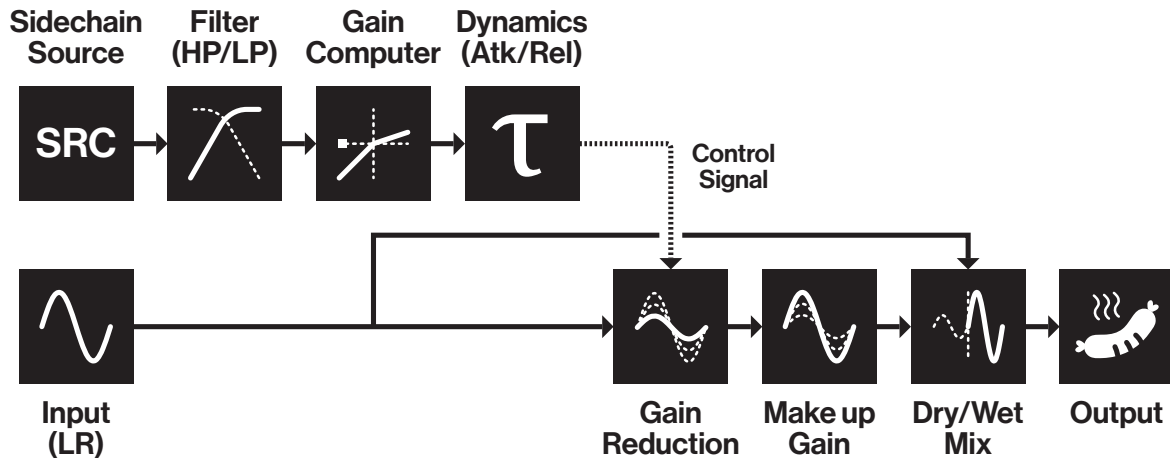 Sidechain
Source
Filter
(HP/LP)
Gain
Computer
Dynamics
(Atk/Rel)
SRC
τ
Control
Signal
Input
(LR)
Gain
Reduction
Make up
Gain
Dry/Wet
Mix
Output